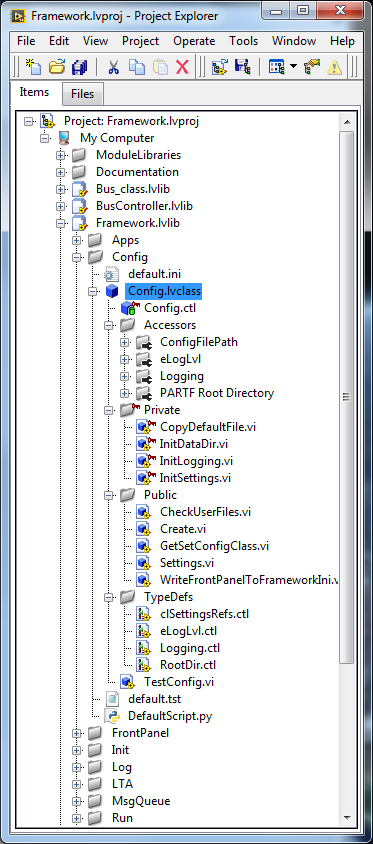 Framework.lvproj - Project Explorer
File Edit View Project Operate Tools Window Help
Items Files
Project: Framework.lvproj
My Computer
ModuleLibraries
Documentation
Bus_class.lvlib
BusController.lvlib
Framework.lvlib
Apps
Config
default.ini
Config.lvclass
Config.ctl
Accessors
ConfigFilePath
eLogLvl
Logging
PARTF Root Directory
Private
CopyDefaultFile.vi
InitDataDir.vi
InitLogging.vi
InitSettings.vi
Public
CheckUserFiles.vi
Create.vi
GetSetConfigClass.vi
Settings.vi
WriteFrontPanelToFrameworkIni.v
TypeDefs
clSettingsRefs.ctl
eLogLvl.ctl
Logging.ctl
RootDir.ctl
TestConfig.vi
default.tst
DefaultScript.py
FrontPanel
Init
Log
LTA
MsgQueue
Run